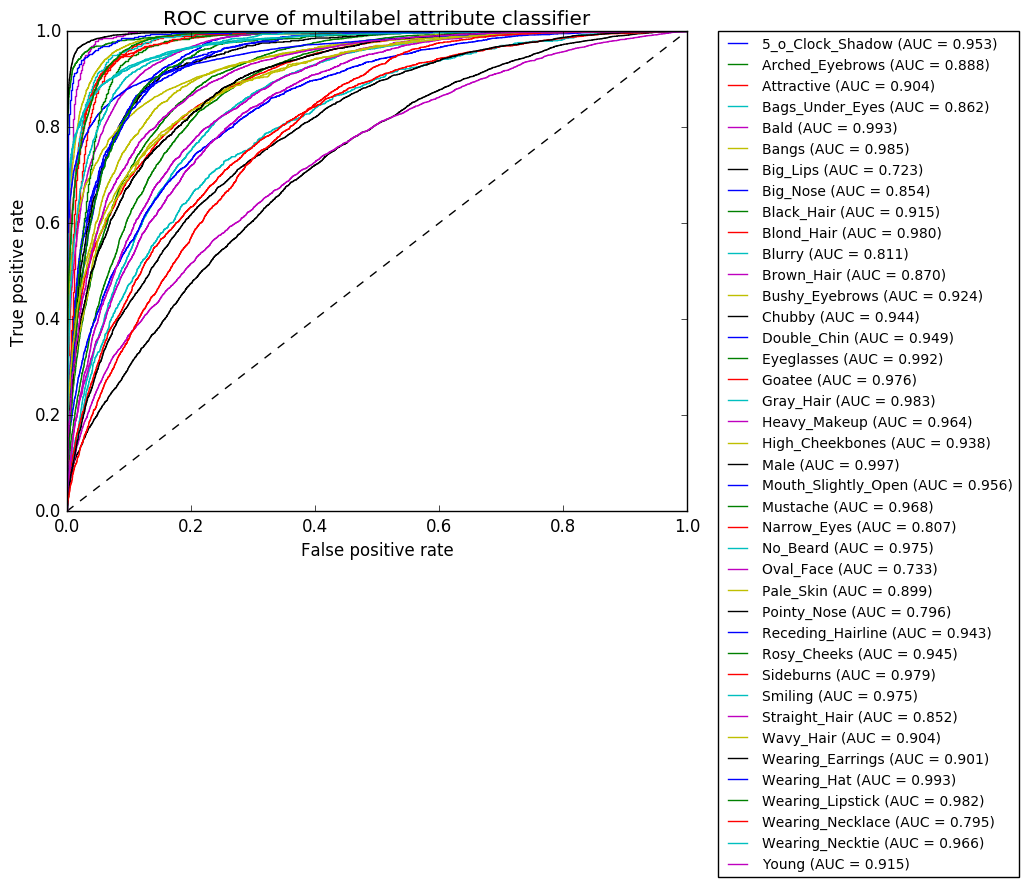 ROC curve of multilabel attribute classifier
1.0
0.8
0.6
0.4
0.2
0.0
True positive rate
0.0 0.2 0.4 0.6 0.8 1.0
False positive rate
5_o_Clock_Shadow (AUC = 0.953)
Arched_Eyebrows (AUC = 0.888)
Attractive (AUC = 0.904)
Bags_Under_Eyes (AUC = 0.862)
Bald (AUC = 0.993)
Bangs (AUC = 0.985)
Big_Lips (AUC = 0.723)
Big_Nose (AUC = 0.854)
Black_Hair (AUC = 0.915)
Blond_Hair (AUC = 0.980)
Blurry (AUC = 0.811)
Brown_Hair (AUC = 0.870)
Bushy_Eyebrows (AUC = 0.924)
Chubby (AUC = 0.944)
Double_Chin (AUC = 0.949)
Eyeglasses (AUC = 0.992)
Goatee (AUC = 0.976)
Gray_Hair (AUC = 0.983)
Heavy_Makeup (AUC = 0.964)
High_Cheekbones (AUC = 0.938)
Male (AUC = 0.997)
Mouth_Slightly_Open (AUC = 0.956)
Mustache (AUC = 0.968)
Narrow_Eyes (AUC = 0.807)
No_Beard (AUC = 0.975)
Oval_Face (AUC = 0.733)
Pale_Skin (AUC = 0.899)
Pointy_Nose (AUC = 0.796)
Receding_Hairline (AUC = 0.943)
Rosy_Cheeks (AUC = 0.945)
Sideburns (AUC = 0.979)
Smiling (AUC = 0.975)
Straight_Hair (AUC = 0.852)
Wavy_Hair (AUC = 0.904)
Wearing_Earrings (AUC = 0.901)
Wearing_Hat (AUC = 0.993)
Wearing_Lipstick (AUC = 0.982)
Wearing_Necklace (AUC = 0.795)
Wearing_Necktie (AUC = 0.966)
Young (AUC = 0.915)